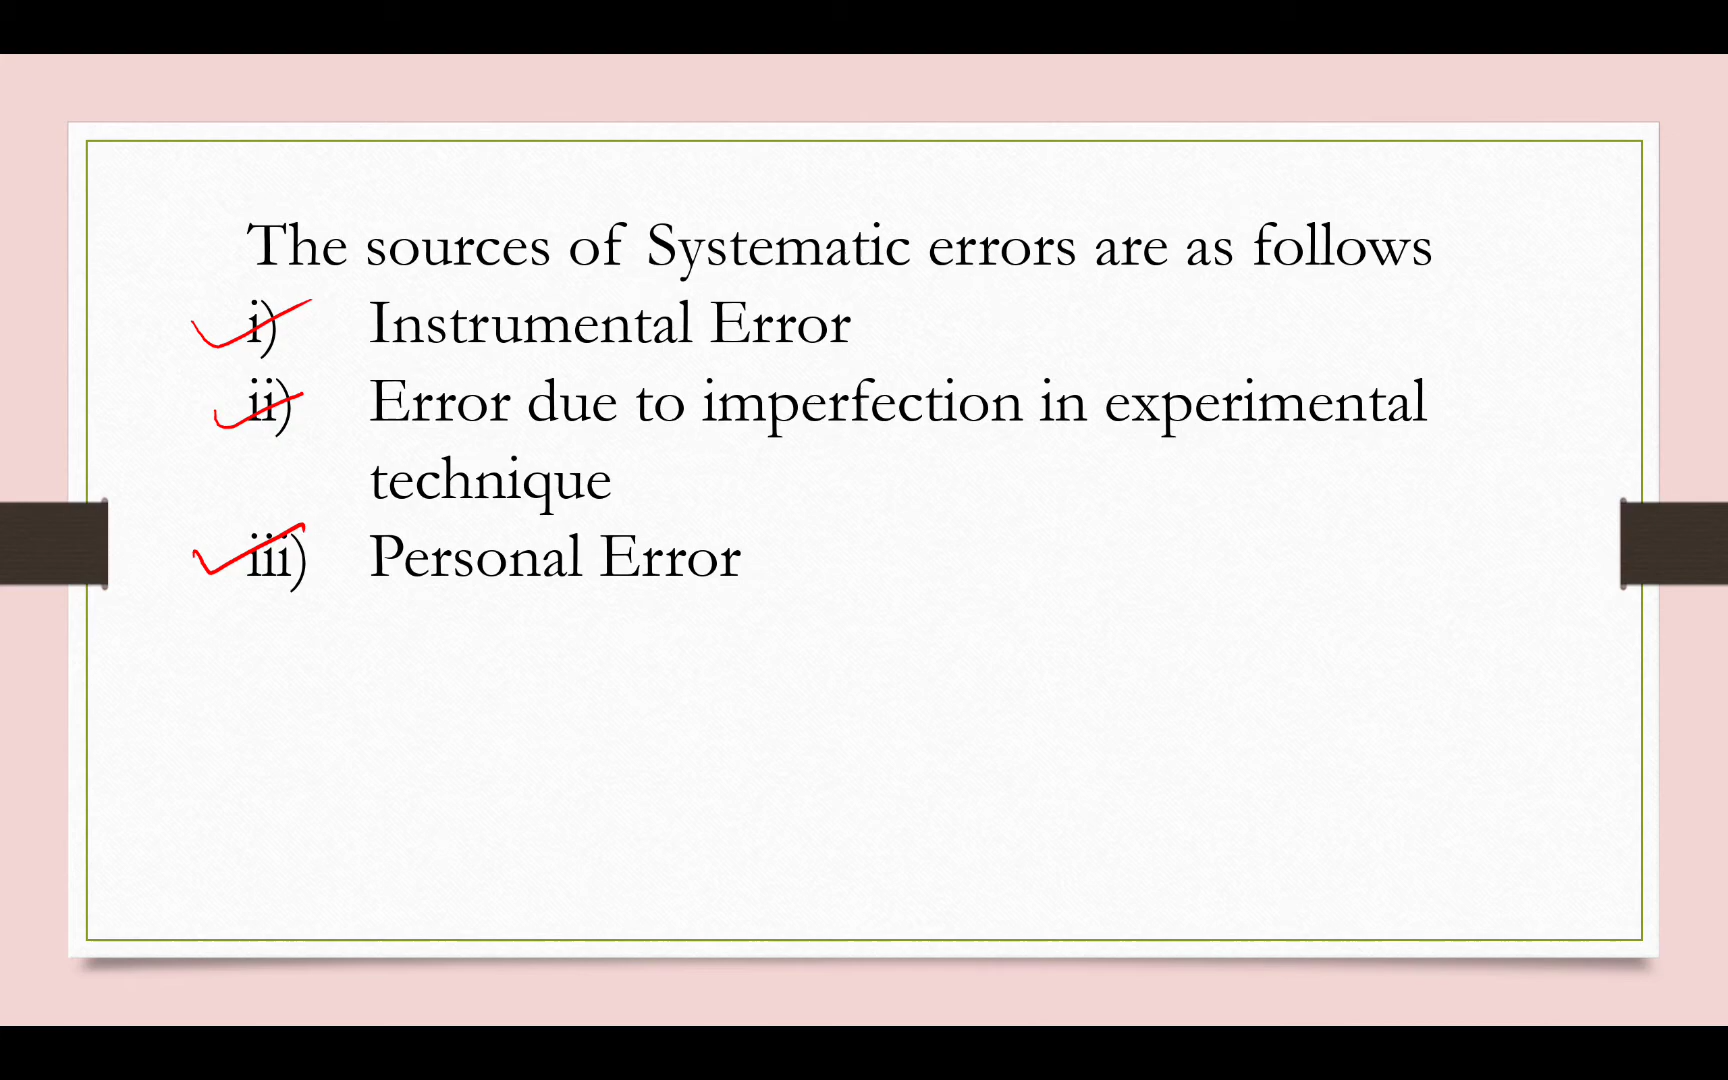 The sources of Systematic errors are as follows
i) Instrumental Error
ii) Error due to imperfection in experimental
technique
iii) Personal Error